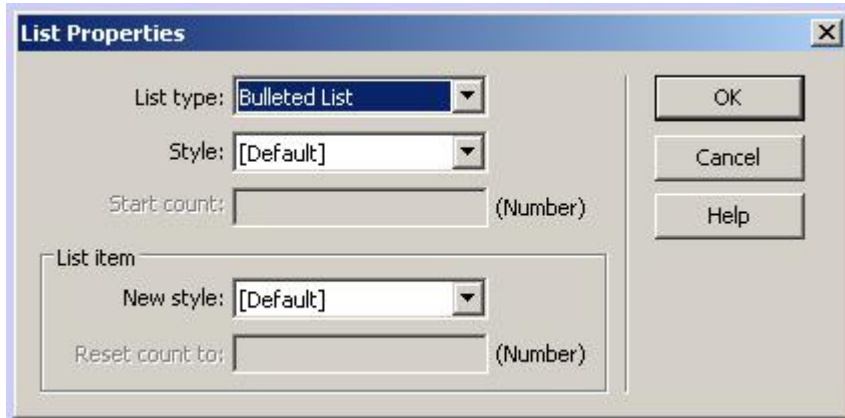 List Properties
List type: Bulleted List
Style: [Default]
Start count: (Number)
List item
New style: [Default]
Reset count to: (Number)
OK
Cancel
Help